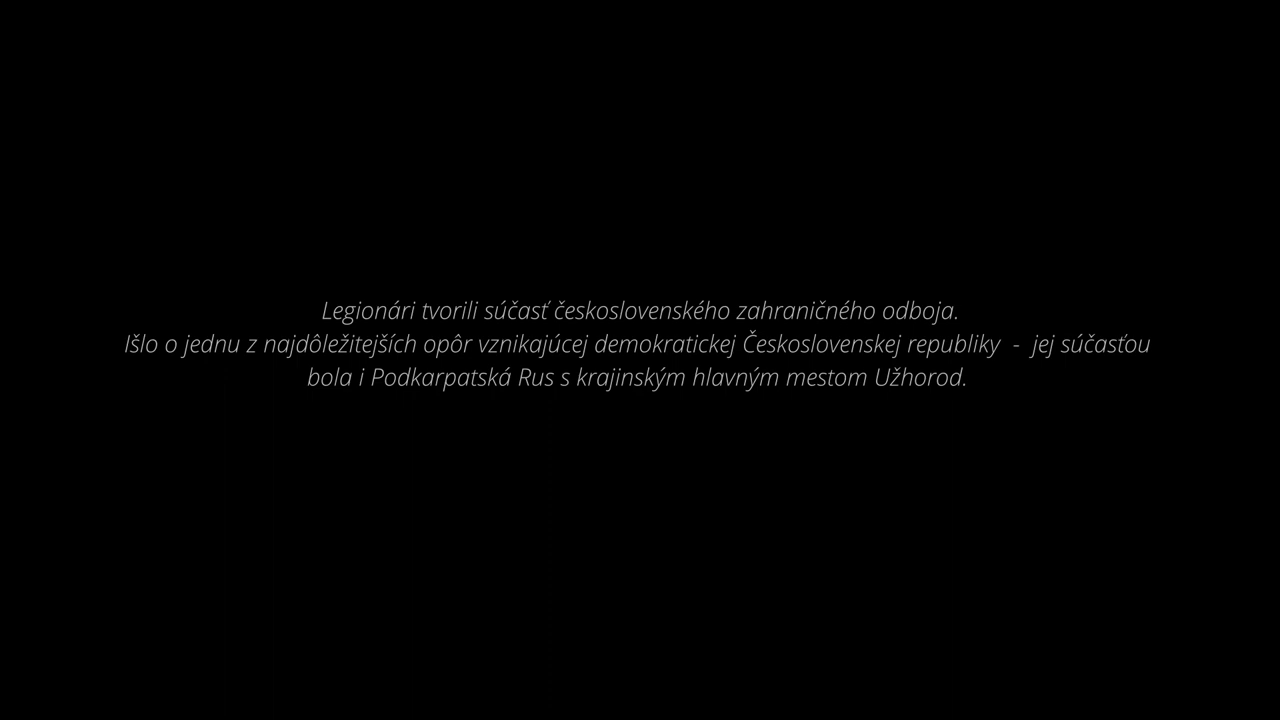 Legionári tvorili súčasť československého zahraničného odboja.
Išlo o jednu z najdôležitejších opôr vznikajúcej demokratickej Československej republiky - jej súčasťou
bola i Podkarpatská Rus s krajinským hlavným mestom Užhorod.